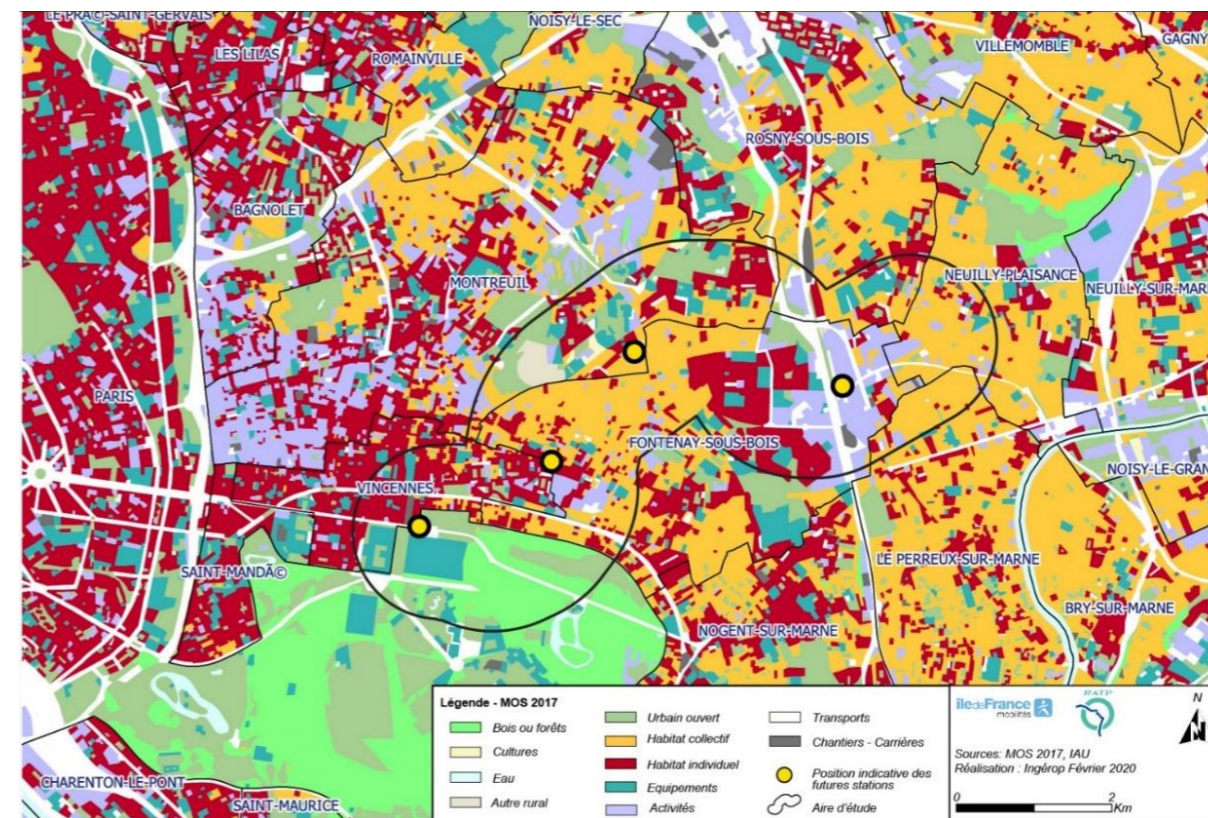 LE PRÃ©-SAINT-GERVAIS
NOISY-LE-SEC
LES LILAS
ROMAINVILLE
VILLEMOMBLE
GAGNY
ROSNY-SOUS-BOIS
BAGNOLET
MONTREUIL
NEUILLY-PLAISANCE
NEUILLY-SUR-MAR
PARIS
FONTENAY-SOUS-BOIS
NOISY-LE-GRAN
VINCENNES
SAINT-MANDÃ©
LE PERREUX-SUR-MARNE
BRY-SUR-MARNE
NOGENT-SUR-MARNE
CHARENTON-LE-PONT
SAINT-MAURICE
Légende - MOS 2017
Bois ou forêts
Cultures
Eau
Autre rural
Urbain ouvert
Habitat collectif
Habitat individuel
Equipements
Activités
Transports
Chantiers - Carrières
Position indicative des
futures stations
Aire d'étude
îledeFrance
mobilités
RATP
N
Sources: MOS 2017, IAU
Réalisation : Ingérop Février 2020
0 2
Km